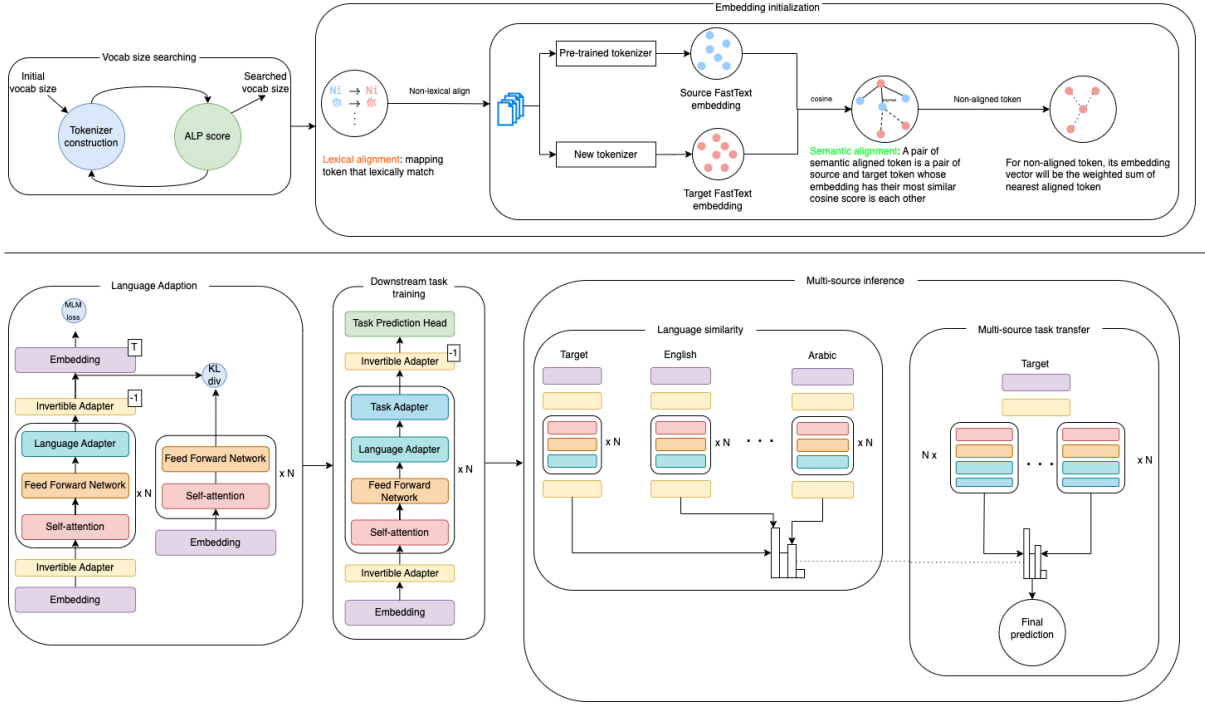 Embedding initialization
Vocab size searching
Initial
vocab size
Searched
vocab size
Tokenizer
construction
ALP score
Nǐ → Nǐ
你 → 你
Non-lexical align
Lexical alignment: mapping
token that lexically match
Pre-trained tokenizer
New tokenizer
Source FastText
embedding
Target FastText
embedding
cosine
Non-aligned token
Semantic alignment: A pair of
semantic aligned token is a pair of
source and target token whose
embedding has their most similar
cosine score is each other
For non-aligned token, its embedding
vector will be the weighted sum of
nearest aligned token
Language Adaption
MLM
loss
T
Embedding
KL
div
-1
Invertible Adapter
Language Adapter
Feed Forward Network
x N
Self-attention
Invertible Adapter
Embedding
Feed Forward Network
x N
Self-attention
Embedding
Downstream task
training
Task Prediction Head
-1
Invertible Adapter
Task Adapter
Language Adapter
x N
Feed Forward
Network
Self-attention
Invertible Adapter
Embedding
Multi-source inference
Language similarity
Target
English
Arabic
x N
x N
. . .
x N
Multi-source task transfer
Target
N x
. . .
x N
Final
prediction